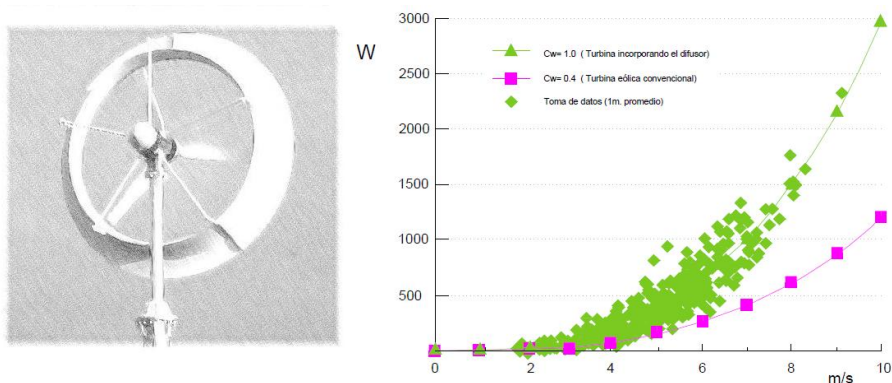 W
3000
2500
2000
1500
1000
500
0
2
4
6
8
10
m/s
Cw= 1.0 ( Turbina incorporando el difusor)
Cw= 0.4 ( Turbina eólica convencional)
Toma de datos (1m. promedio)